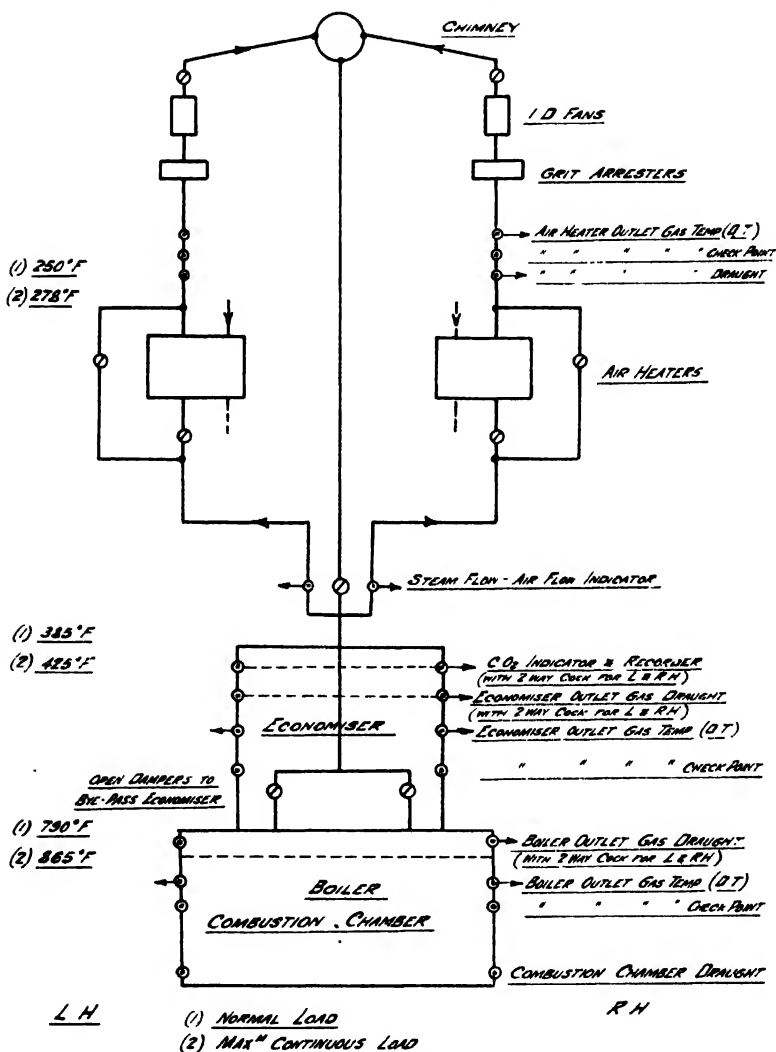 CHIMNEY
I D FANS
GRIT ARRESTERS
AIR HEATER OUTLET GAS TEMP (D T)
" " " " " CHECK POINT
" " " " DRAUGHT
(1) 250°F
(2) 278°F
AIR HEATERS
STEAM FLOW - AIR FLOW INDICATOR
(1) 385°F
(2) 425°F
CO2 INDICATOR & RECORDER
(WITH 2 WAY COCK FOR L & RH)
ECONOMISER OUTLET GAS DRAUGHT
(WITH 2 WAY COCK FOR L & RH)
ECONOMISER
ECONOMISER OUTLET GAS TEMP (D T)
" " " " CHECK POINT
OPEN DAMPERS TO
BYE-PASS ECONOMISER
(1) 790°F
(2) 865°F
BOILER OUTLET GAS DRAUGHT
(WITH 2 WAY COCK FOR L & RH)
BOILER
COMBUSTION CHAMBER
BOILER OUTLET GAS TEMP (D T)
" " " " CHECK POINT
COMBUSTION CHAMBER DRAUGHT
L H
R H
(1) NORMAL LOAD
(2) MAXM CONTINUOUS LOAD